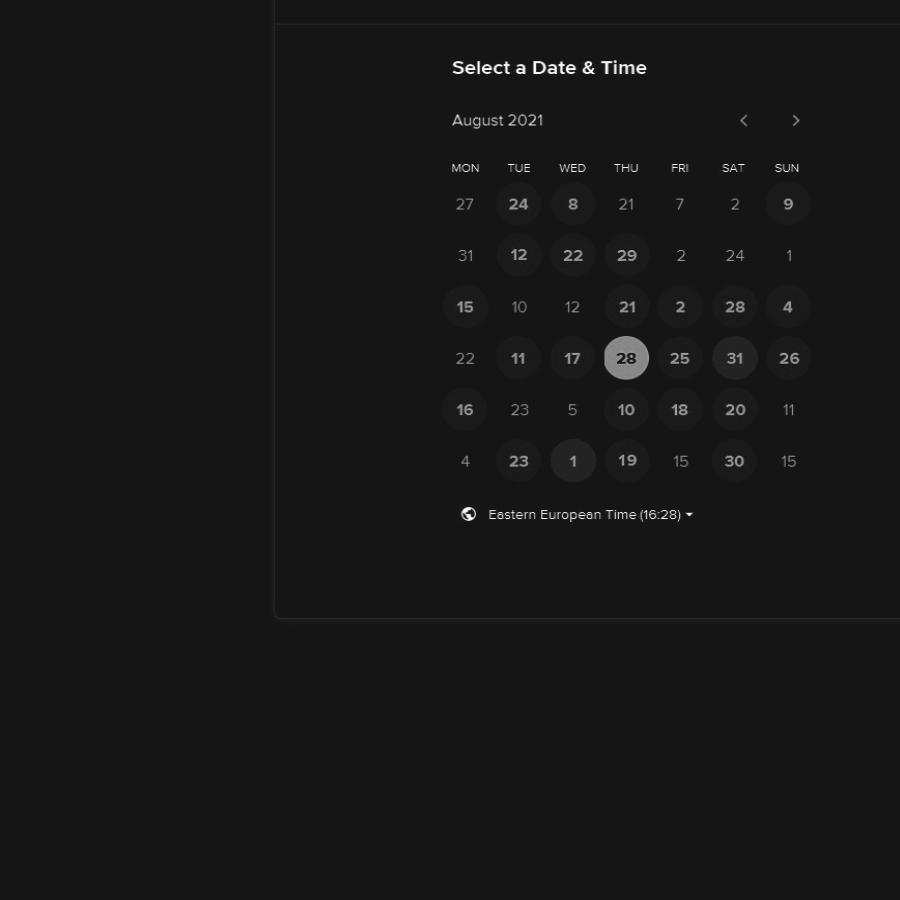 Select a Date & Time
August 2021
MON TUE WED THU FRI SAT SUN
27 24 8 21 7 2 9
31 12 22 29 2 24 1
15 10 12 21 2 28 4
22 11 17 28 25 31 26
16 23 5 10 18 20 11
4 23 1 19 15 30 15
Eastern European Time (16:28)